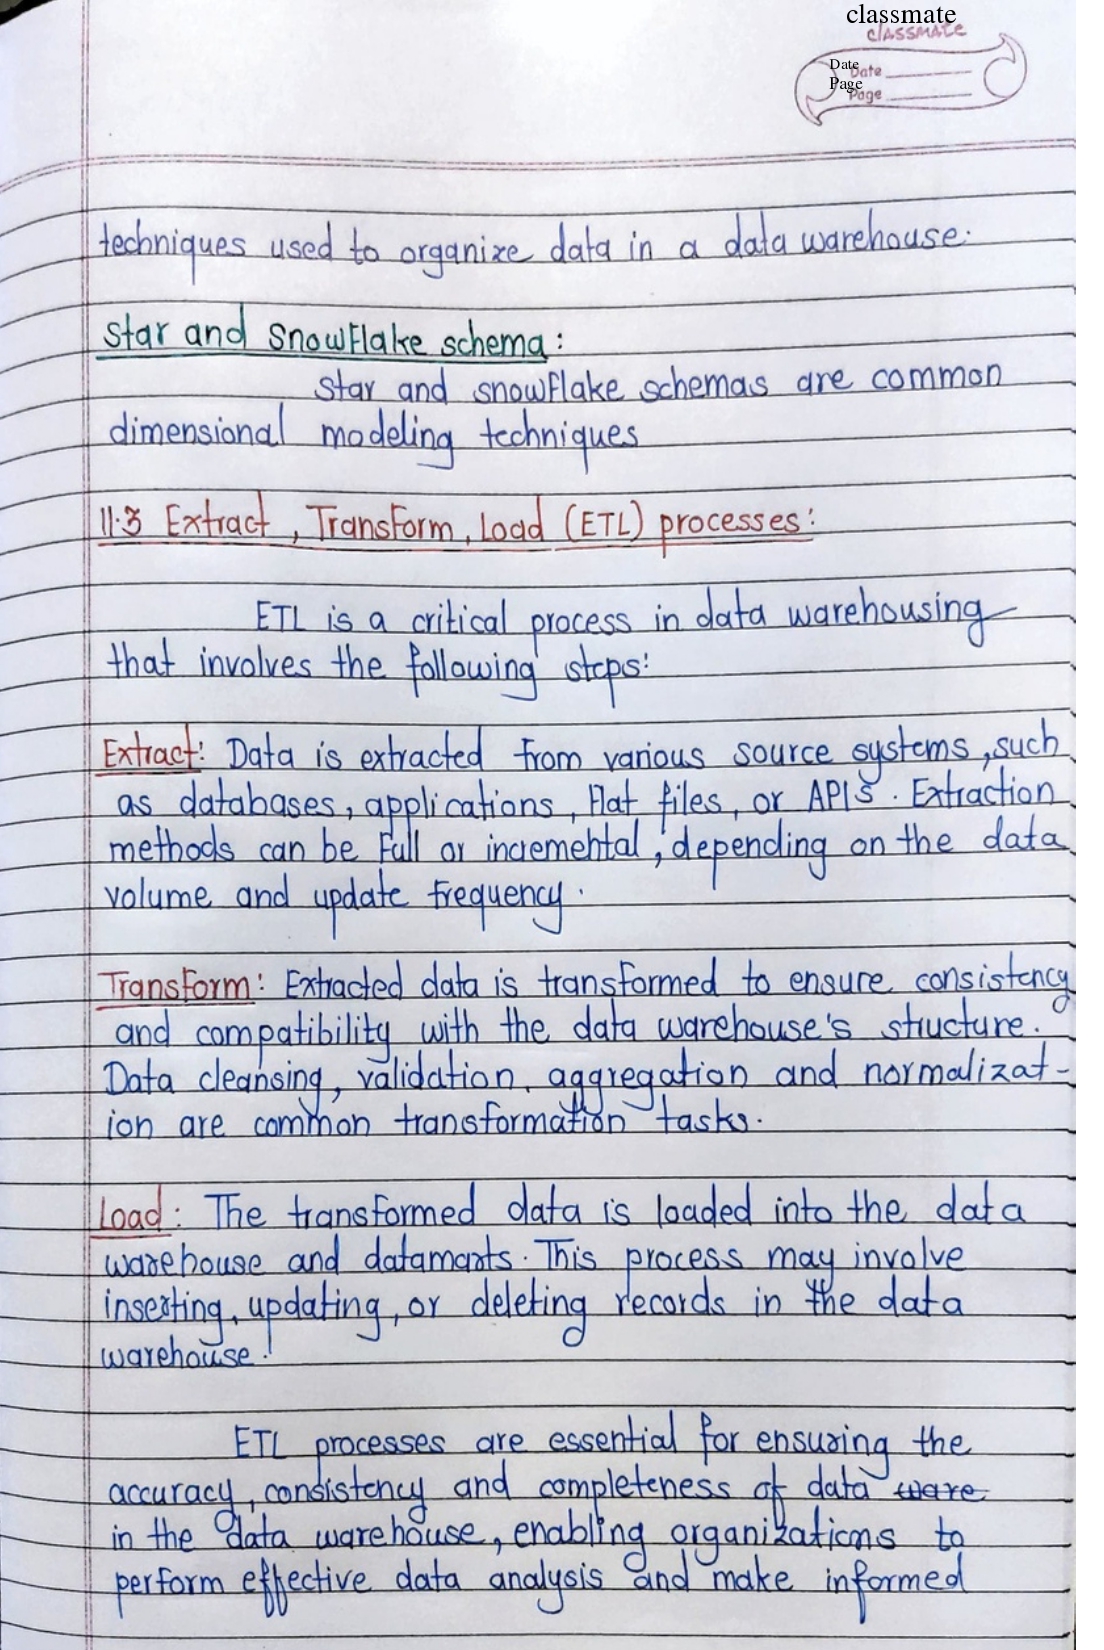 classmate
classmate
Date
Date
Page
Page
techniques used to organize data in a data warehouse.
Star and Snowflake schema :
Star and snowflake schemas are common
dimensional modeling techniques
11.3 Extract, Transform, Load (ETL) processes:
ETL is a critical process in data warehousing
that involves the following steps:
Extract: Data is extracted from various source systems, such
as databases, applications, flat files, or APIS. Extraction
methods can be full or incremental, depending on the data
volume and update frequency.
Transform: Extracted data is transformed to ensure consistency
and compatibility with the data warehouse's structure.
Data cleansing, validation, aggregation and normalizat-
ion are common transformation tasks.
Load: The transformed data is loaded into the data
warehouse and datamarts. This process may involve
inserting, updating, or deleting records in the data
warehouse.
ETL processes are essential for ensuring the
accuracy, consistency and completeness of data ware
in the data warehouse, enabling organizations to
perform effective data analysis and make informed